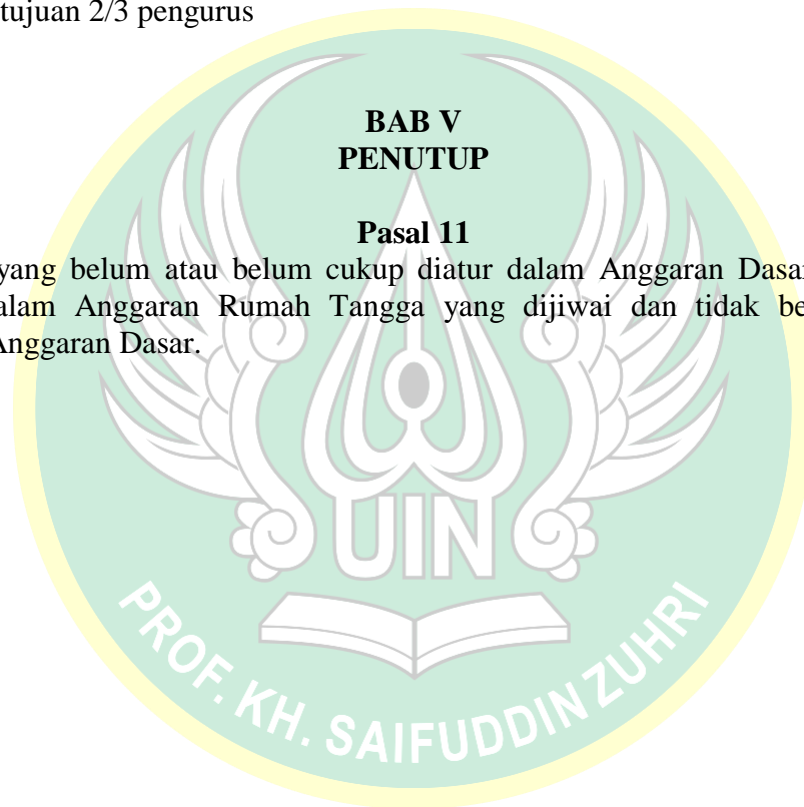 tujuan 2/3 pengurus
BAB V
PENUTUP
Pasal 11
yang belum atau belum cukup diatur dalam Anggaran Dasar
alam Anggaran Rumah Tangga yang dijiwai dan tidak be
Anggaran Dasar.
UIN
PROF. KH. SAIFUDDIN ZUHRI